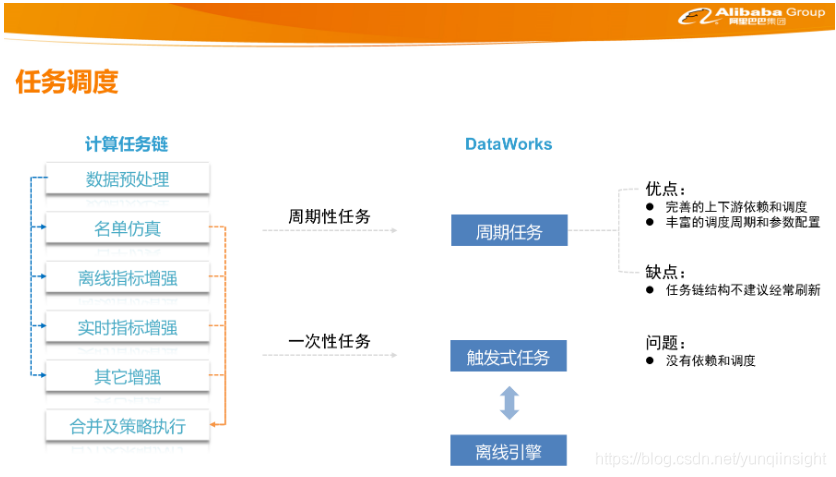 Alibaba Group
阿里巴巴集团
任务调度
计算任务链
数据预处理
名单仿真
离线指标增强
实时指标增强
其它增强
合并及策略执行
周期性任务
一次性任务
DataWorks
周期任务
触发式任务
离线引擎
优点：
● 完善的上下游依赖和调度
● 丰富的调度周期和参数配置
缺点：
● 任务链结构不建议经常刷新
问题：
● 没有依赖和调度
https://blog.csdn.net/yunqiinsight